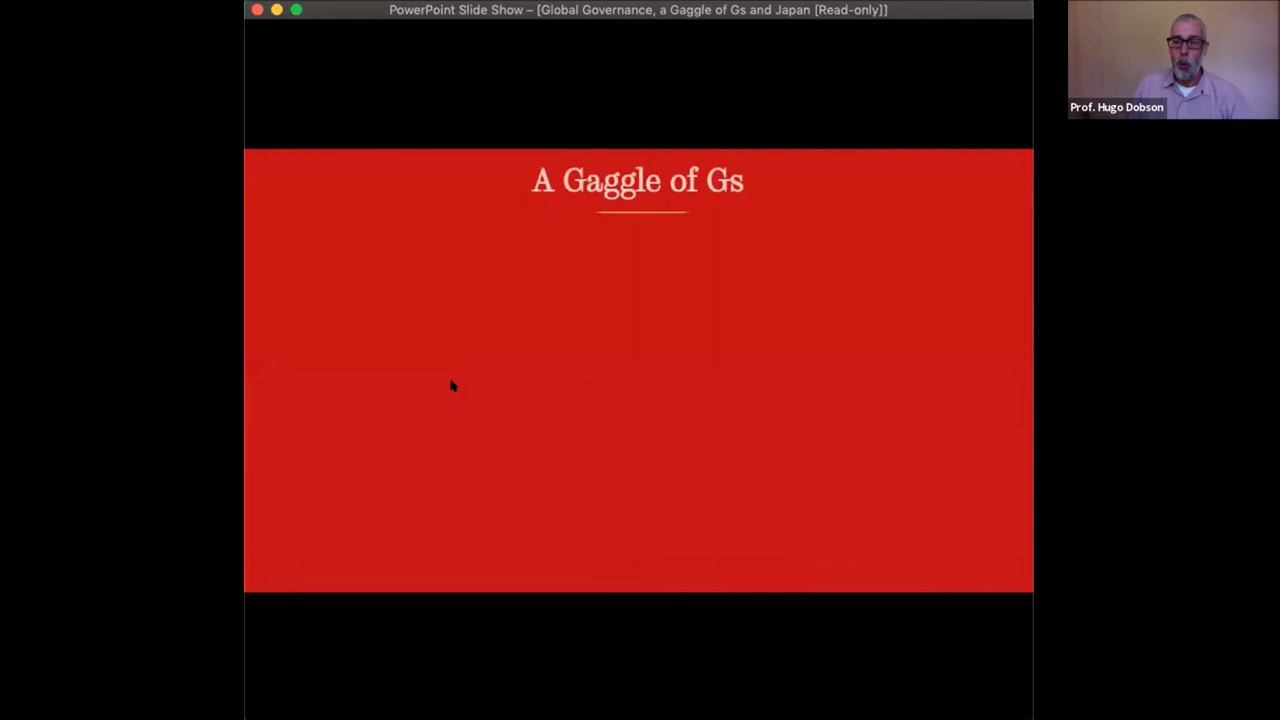 PowerPoint Slide Show – [Global Governance, a Gaggle of Gs and Japan [Read-only]]
Prof. Hugo Dobson
A Gaggle of Gs